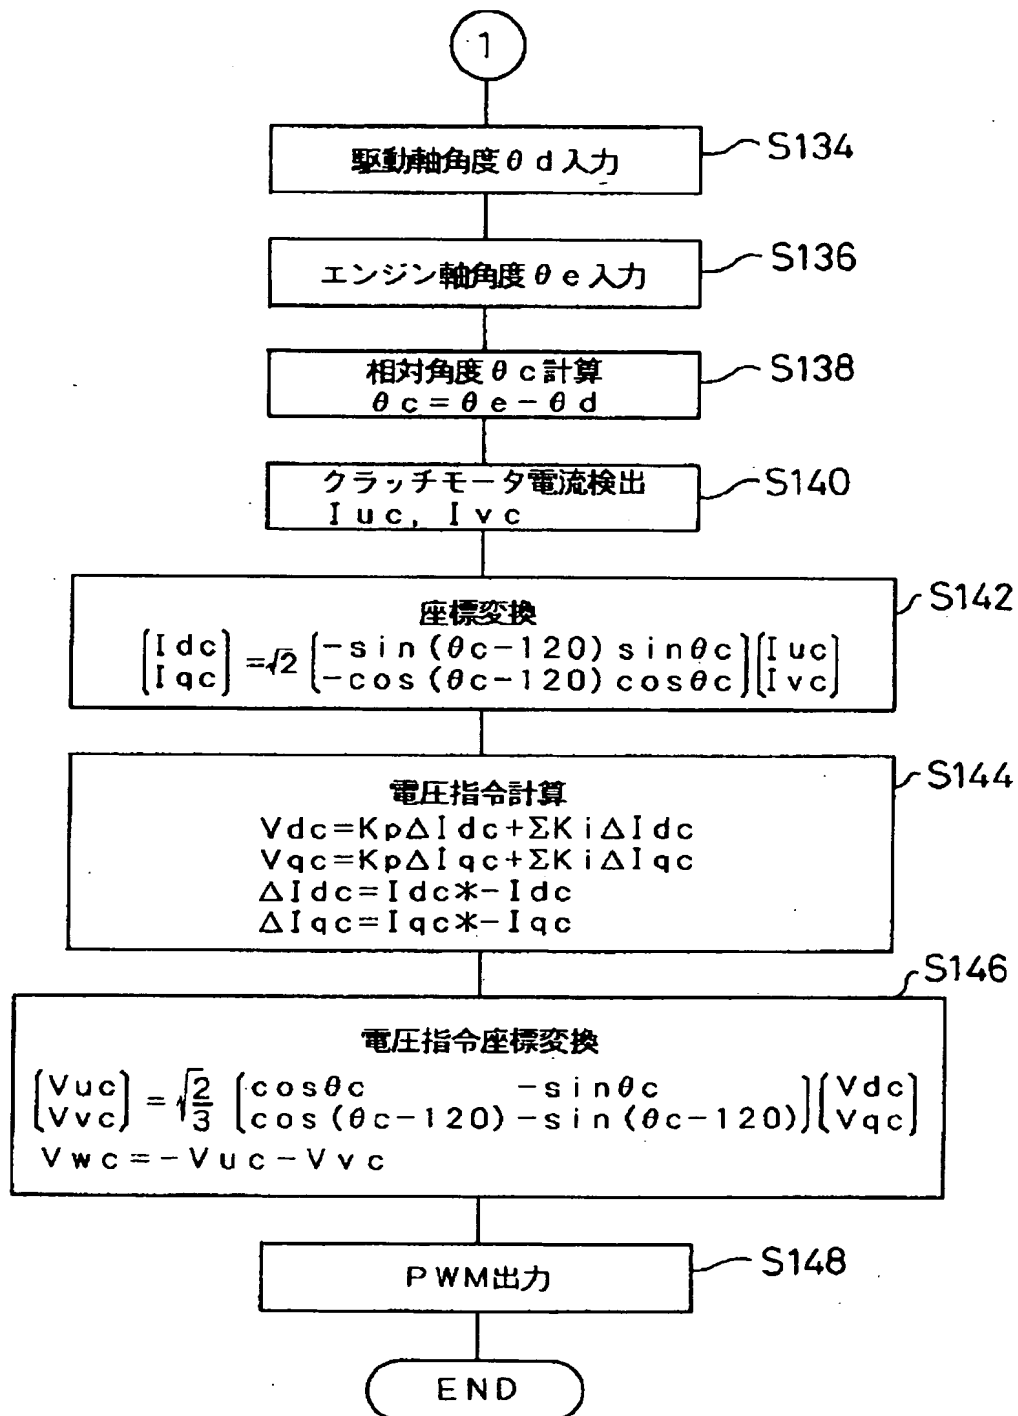 1
駆動軸角度θd入力
S134
エンジン軸角度θe入力
S136
相対角度θc計算
θc=θe-θd
S138
クラッチモータ電流検出
Iuc, Ivc
S140
座標変換
S142
[Idc] =√2 [-sin(θc-120) sinθc][Iuc]
[Iqc] [-cos(θc-120) cosθc][Ivc]
電圧指令計算
S144
Vdc=KpΔIdc+ΣKiΔIdc
Vqc=KpΔIqc+ΣKiΔIqc
ΔIdc=Idc*-Idc
ΔIqc=Iqc*-Iqc
S146
電圧指令座標変換
[Vuc] = √2/3 [cosθc -sinθc][Vdc]
[Vvc] [cos(θc-120)-sin(θc-120)][Vqc]
Vwc=-Vuc-Vvc
PWM出力
S148
END